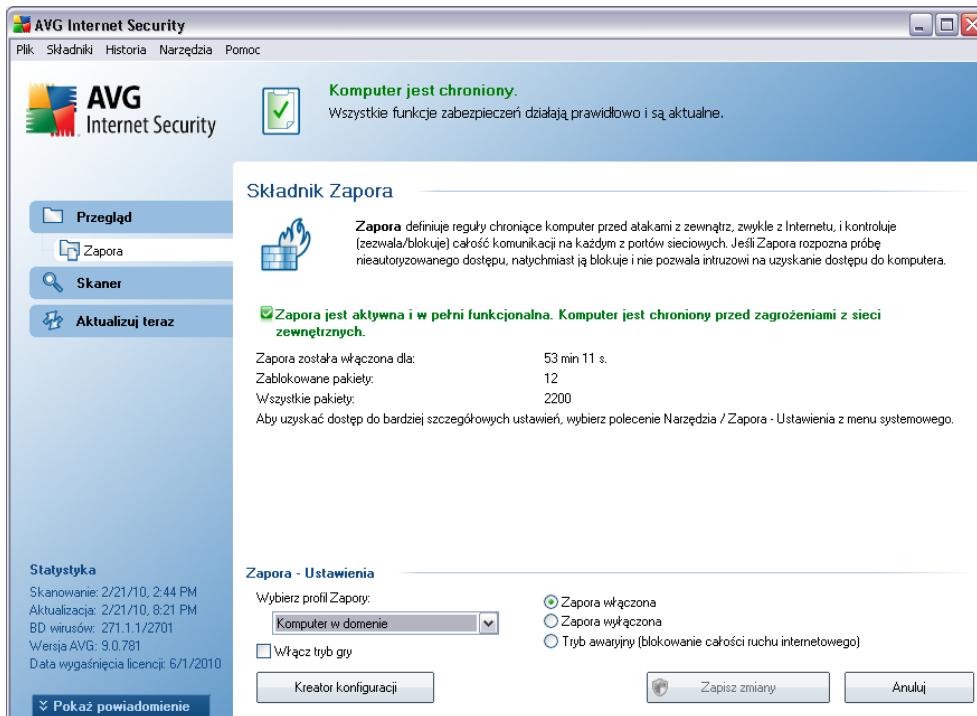 AVG Internet Security
Plik Składniki Historia Narzędzia Pomoc
AVG
Internet Security
Komputer jest chroniony.
Wszystkie funkcje zabezpieczeń działają prawidłowo i są aktualne.
Przegląd
Zapora
Skaner
Aktualizuj teraz
Składnik Zapora
Zapora definiuje reguły chroniące komputer przed atakami z zewnątrz, zwykle z Internetu, i kontroluje
(zezwala/blokuje) całość komunikacji na każdym z portów sieciowych. Jeśli Zapora rozpozna próbę
nieautoryzowanego dostępu, natychmiast ją blokuje i nie pozwala intruzowi na uzyskanie dostępu do komputera.
Zapora jest aktywna i w pełni funkcjonalna. Komputer jest chroniony przed zagrożeniami z sieci
zewnętrznych.
Zapora została włączona dla: 53 min 11 s.
Zablokowane pakiety: 12
Wszystkie pakiety: 2200
Aby uzyskać dostęp do bardziej szczegółowych ustawień, wybierz polecenie Narzędzia / Zapora - Ustawienia z menu systemowego.
Statystyka
Skanowanie: 2/21/10, 2:44 PM
Aktualizacja: 2/21/10, 8:21 PM
BD wirusów: 271.1.1/2701
Wersja AVG: 9.0.781
Data wygaśnięcia licencji: 6/1/2010
Pokaż powiadomienie
Zapora - Ustawienia
Wybierz profil Zapory:
Komputer w domenie
Włącz tryb gry
Zapora włączona
Zapora wyłączona
Tryb awaryjny (blokowanie całości ruchu internetowego)
Kreator konfiguracji
Zapisz zmiany
Anuluj